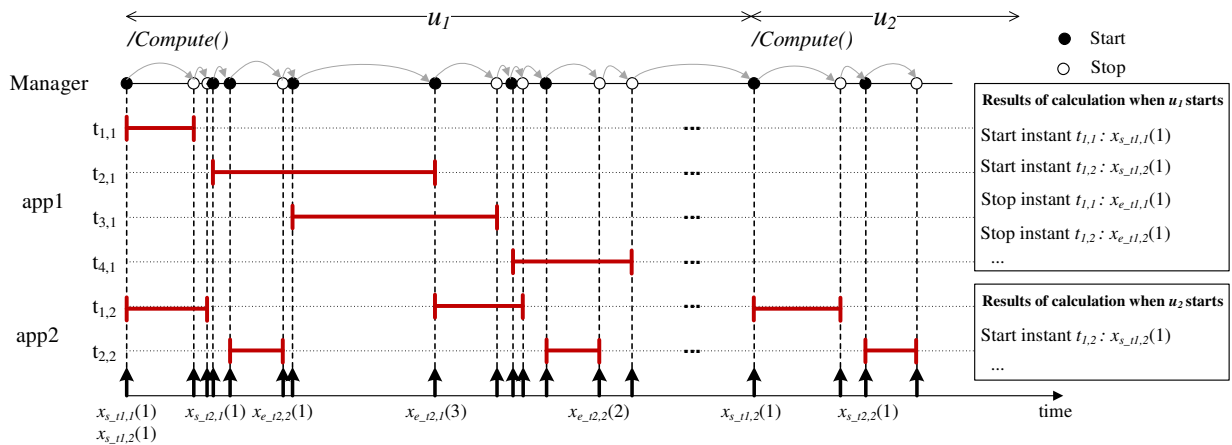 u1 u2
/Compute() /Compute()
Start
Stop
Manager
t1,1
t2,1
app1
t3,1
t4,1
t1,2
app2
t2,2
... ... ... ... ... ...
Results of calculation when u1 starts
Start instant t1,1 : xs_t1,1(1)
Start instant t1,2 : xs_t1,2(1)
Stop instant t1,1 : xe_t1,1(1)
Stop instant t1,2 : xe_t1,2(1)
...
Results of calculation when u2 starts
Start instant t1,2 : xs_t1,2(1)
...
xs_t1,1(1) xs_t2,1(1) xe_t2,2(1) xe_t2,1(3) xe_t2,2(2) xs_t1,2(1) xs_t2,2(1) time
xs_t1,2(1)